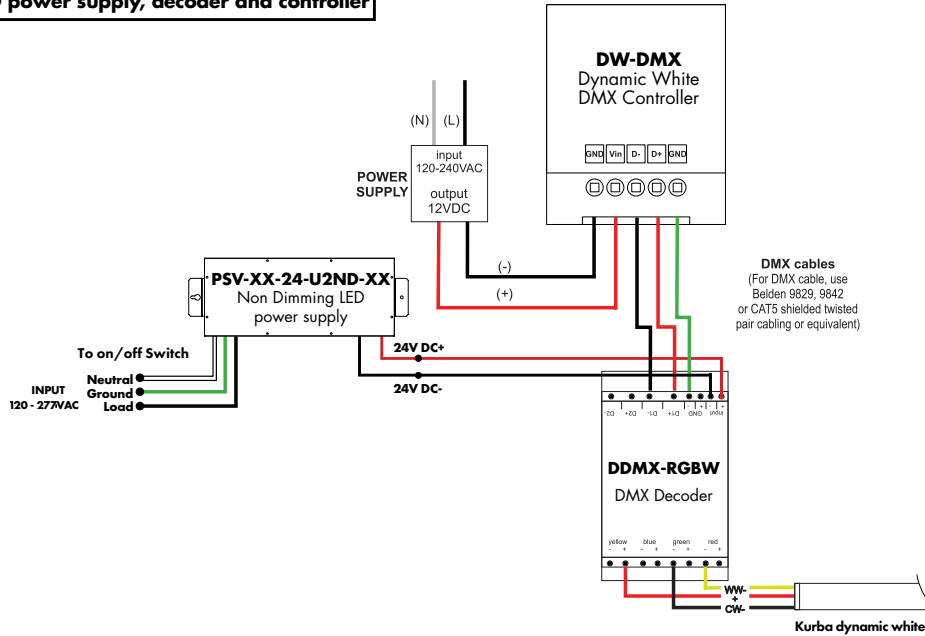 power supply, decoder and controller
DW-DMX
Dynamic White
DMX Controller
GND Vin D- D+ GND
(N) (L)
input
120-240VAC
output
12VDC
POWER
SUPPLY
(-)
(+)
DMX cables
(For DMX cable, use
Belden 9829, 9842
or CAT5 shielded twisted
pair cabling or equivalent)
PSV-XX-24-U2ND-XX
Non Dimming LED
power supply
To on/off Switch
Neutral
Ground
Load
INPUT
120 - 277VAC
24V DC+
24V DC-
D2- D2+ D1- D1+ - + - +
GND input
DDMX-RGBW
DMX Decoder
yellow blue green red
- + - + - + - +
WW-
+
CW-
Kurba dynamic white